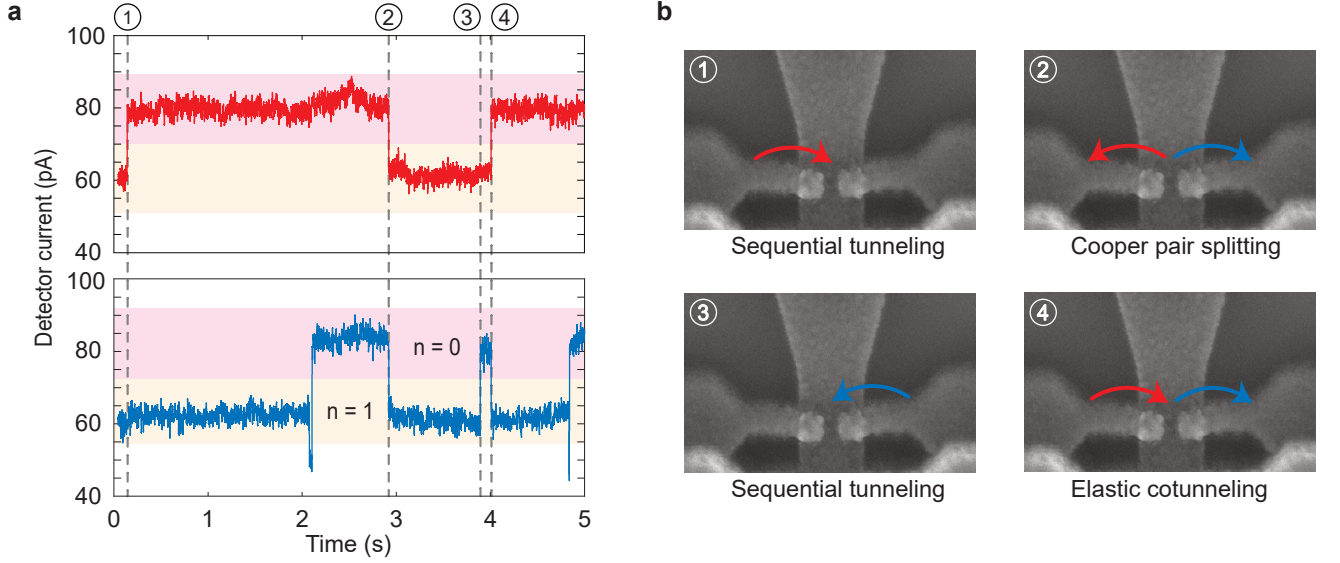 a
① ② ③ ④
100
80
60
40
100
80
60
40
Detector current (pA)
n = 0
n = 1
0 1 2 3 4 5
Time (s)
b
①
Sequential tunneling
②
Cooper pair splitting
③
Sequential tunneling
④
Elastic cotunneling